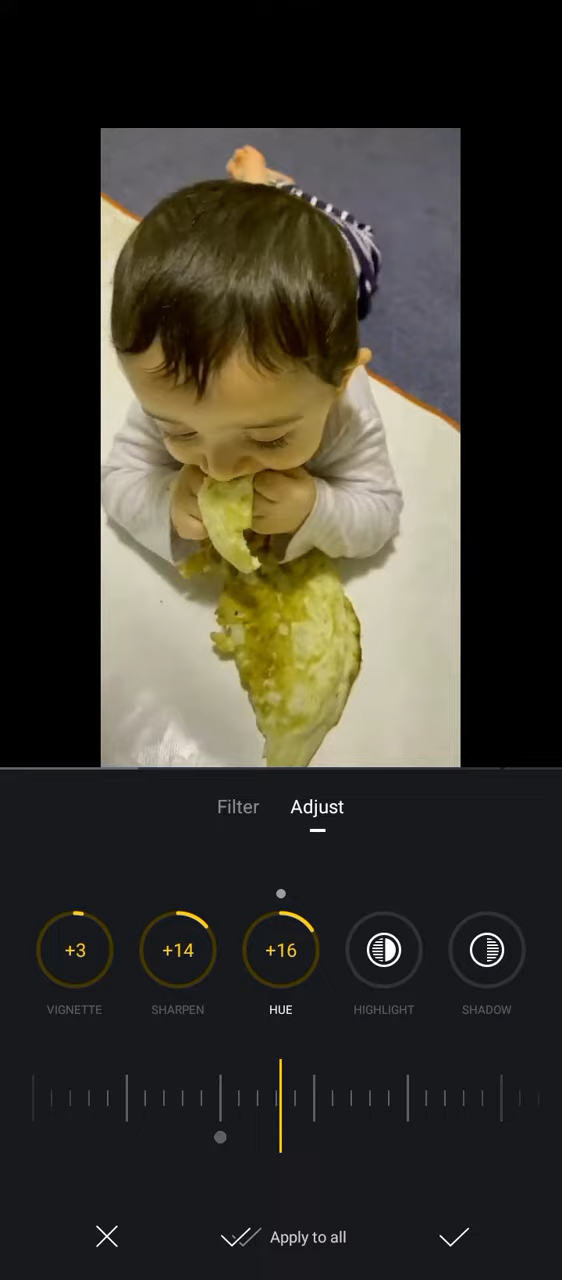 Filter Adjust
+3 +14 +16
VIGNETTE SHARPEN HUE HIGHLIGHT SHADOW
Apply to all